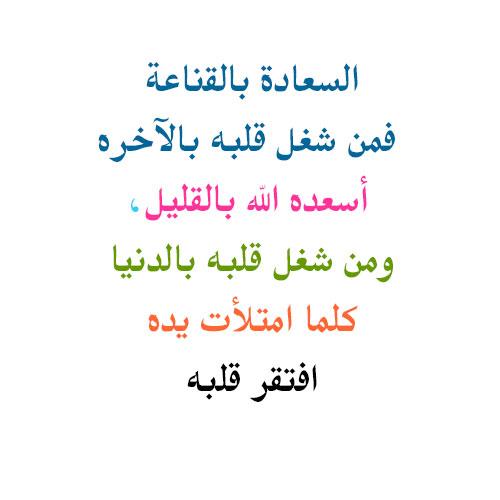 السعادة بالقناعة
فمن شغل قلبه بالآخره
أسعده الله بالقليل،
ومن شغل قلبه بالدنيا
كلما امتلأت يده
افتقر قلبه